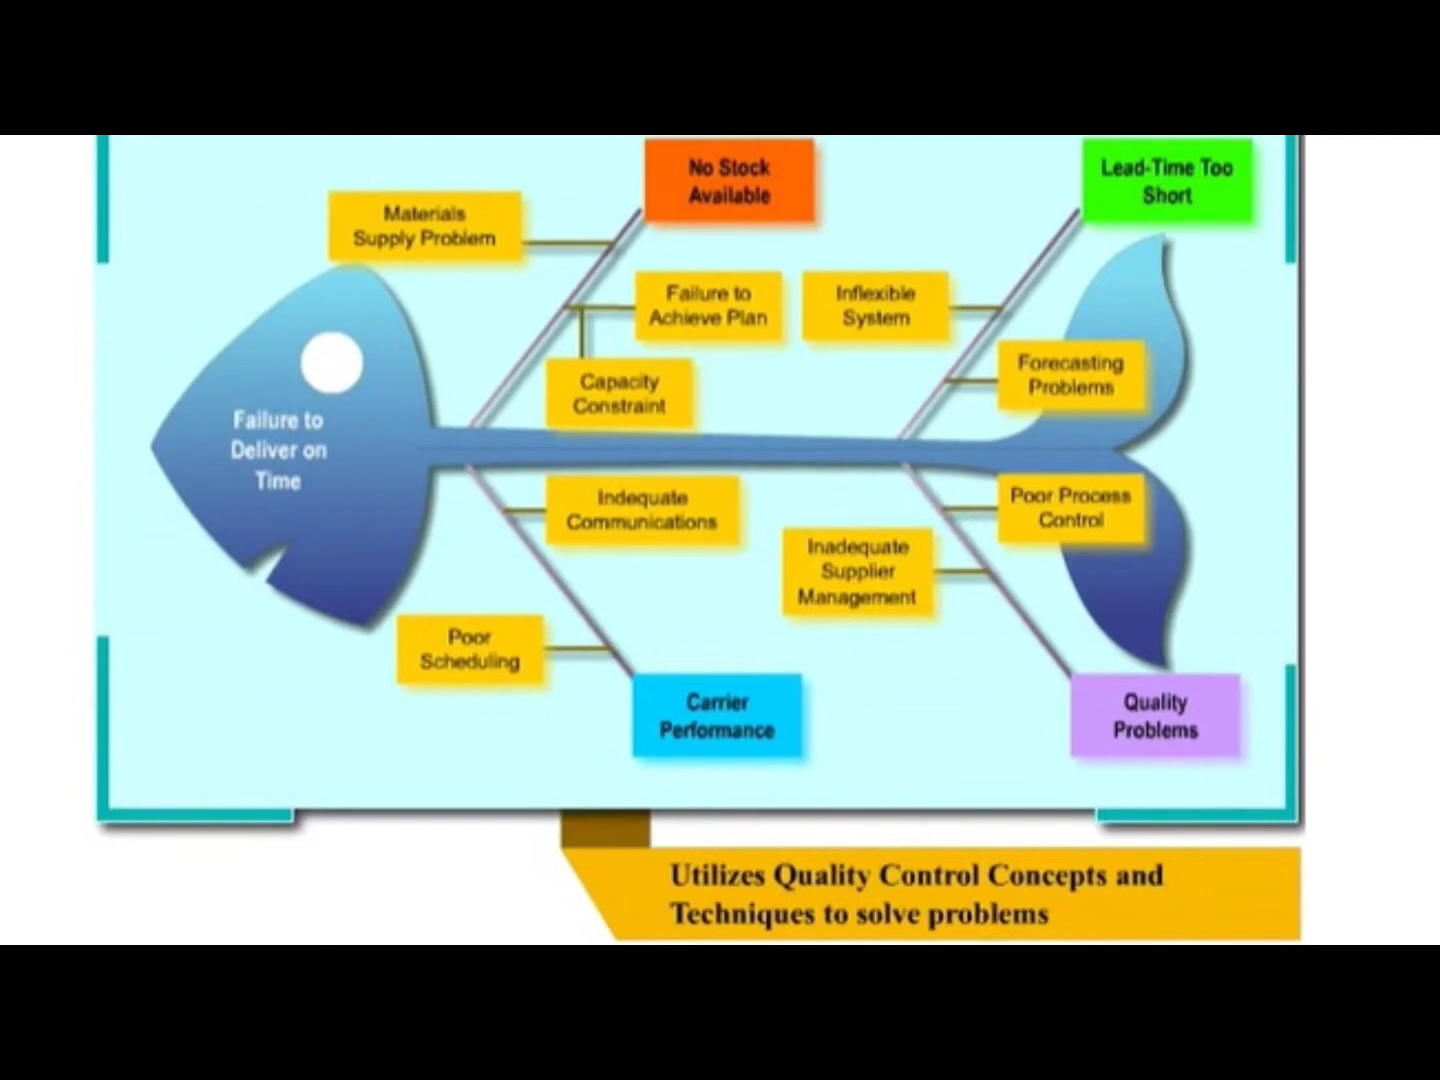 No Stock
Available
Lead-Time Too
Short
Materials
Supply Problem
Failure to
Achieve Plan
Inflexible
System
Capacity
Constraint
Forecasting
Problems
Failure to
Deliver on
Time
Indequate
Communications
Poor Process
Control
Inadequate
Supplier
Management
Poor
Scheduling
Carrier
Performance
Quality
Problems
Utilizes Quality Control Concepts and
Techniques to solve problems